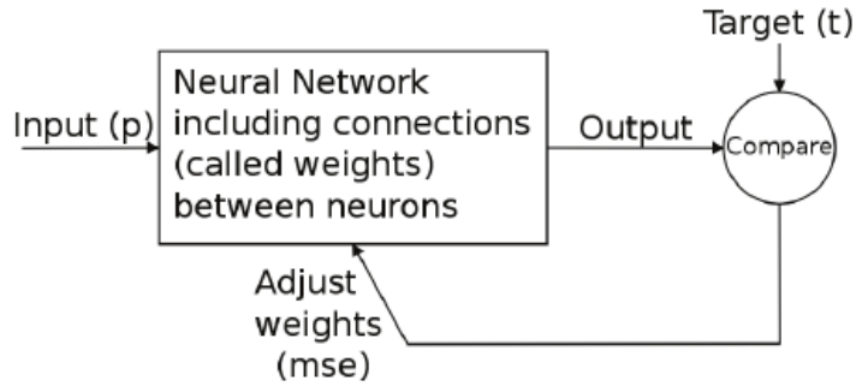 Target (t)
Input (p)
Neural Network
including connections
(called weights)
between neurons
Output
Compare
Adjust
weights
(mse)